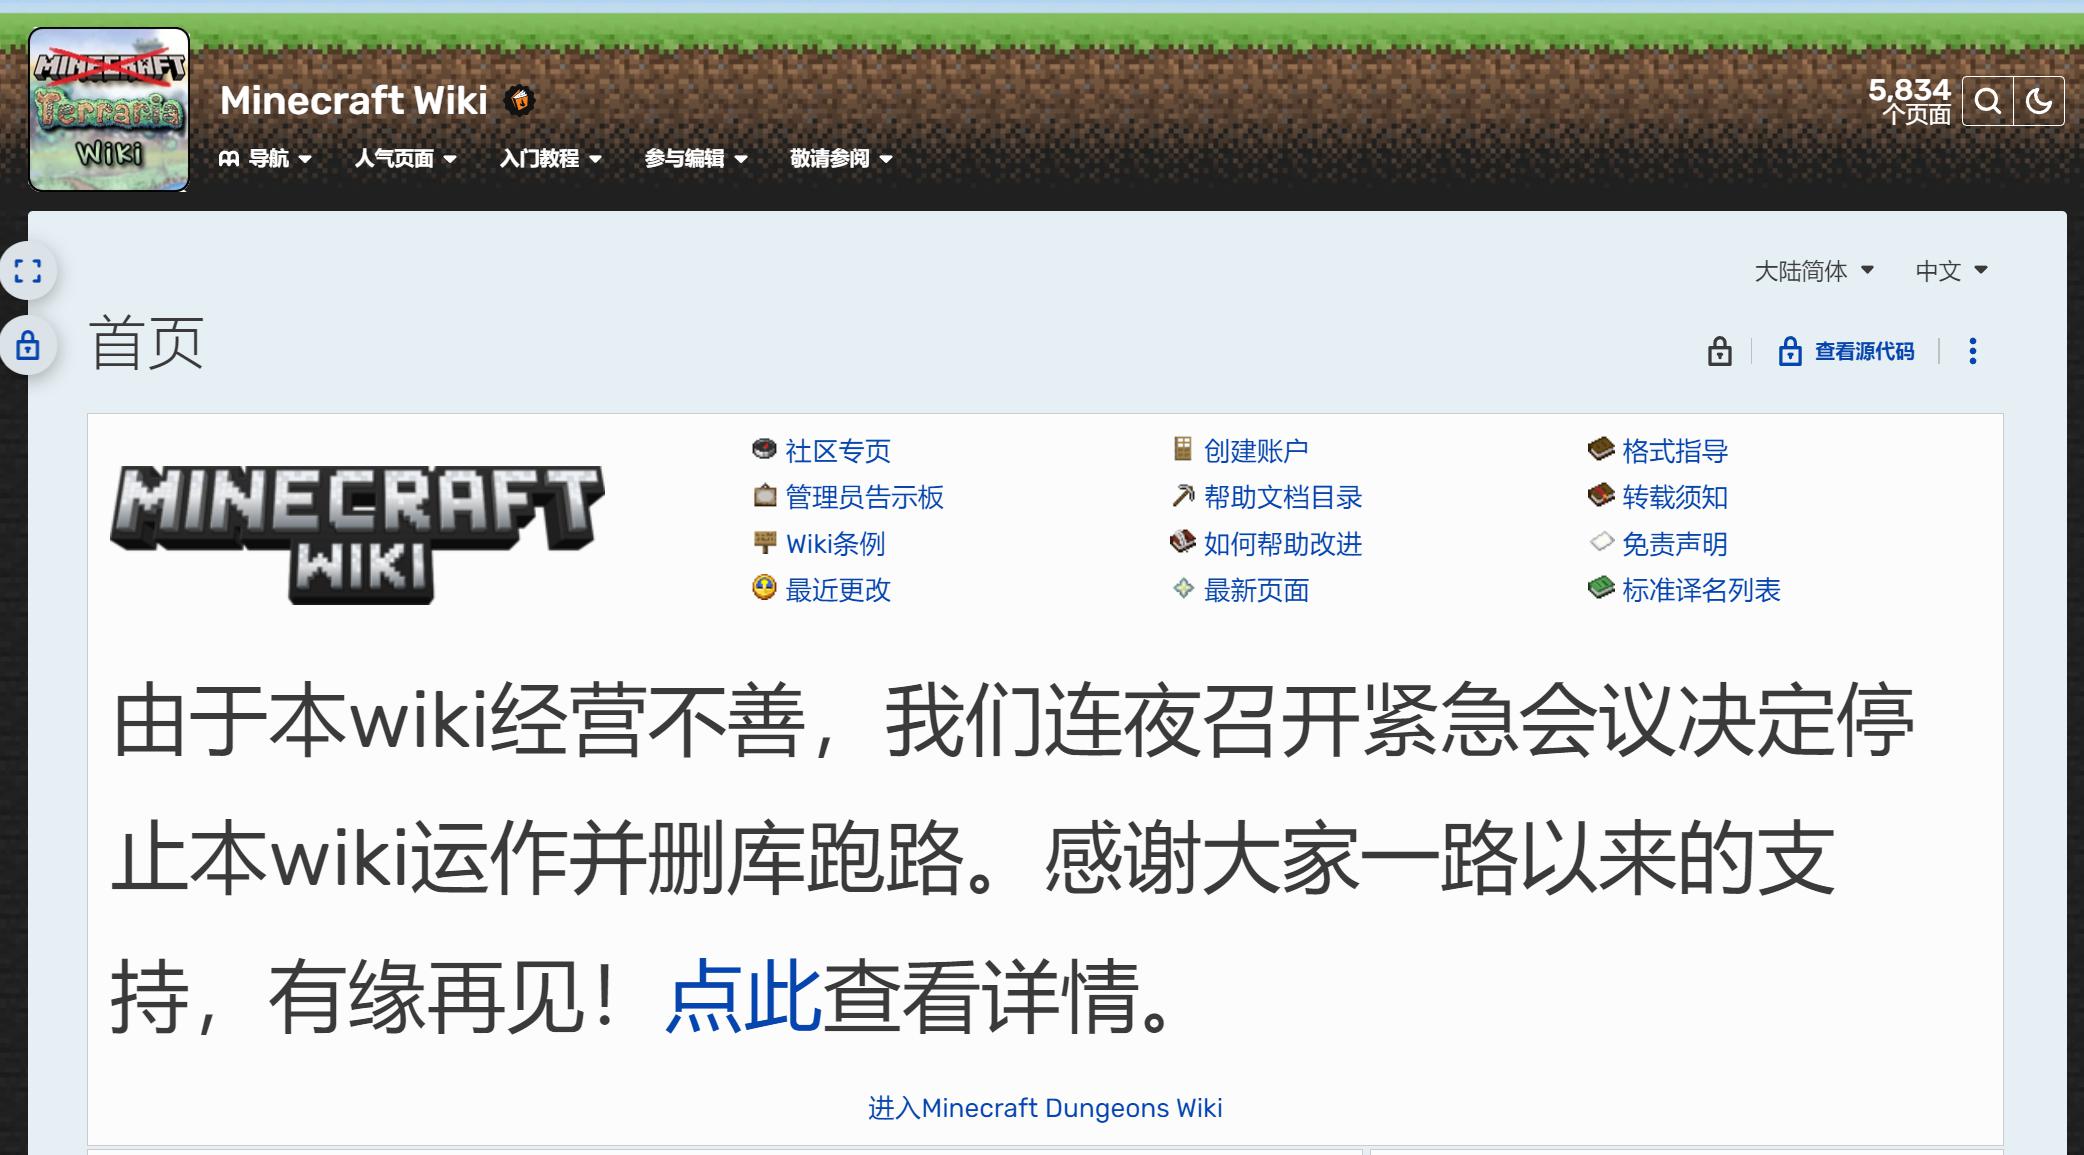 MINECRAFT
Terraria
Wiki
Minecraft Wiki
5,834
个页面
导航 人气页面 入门教程 参与编辑 敬请参阅
大陆简体 中文
首页
查看源代码
MINECRAFT
WIKI
社区专页 创建账户 格式指导
管理员告示板 帮助文档目录 转载须知
Wiki条例 如何帮助改进 免责声明
最近更改 最新页面 标准译名列表
由于本wiki经营不善，我们连夜召开紧急会议决定停
止本wiki运作并删库跑路。感谢大家一路以来的支
持，有缘再见！点此查看详情。
进入Minecraft Dungeons Wiki